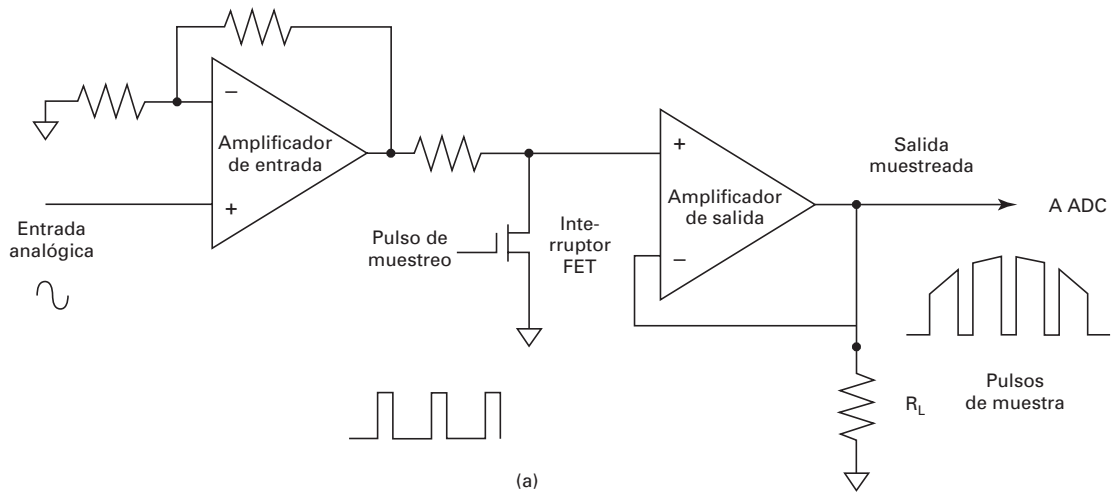 −
Amplificador
de entrada
+
Entrada
analógica
Pulso de
muestreo
Inte-
rruptor
FET
+
Amplificador
de salida
−
Salida
muestreada
A ADC
Pulsos
de muestra
R_L
(a)